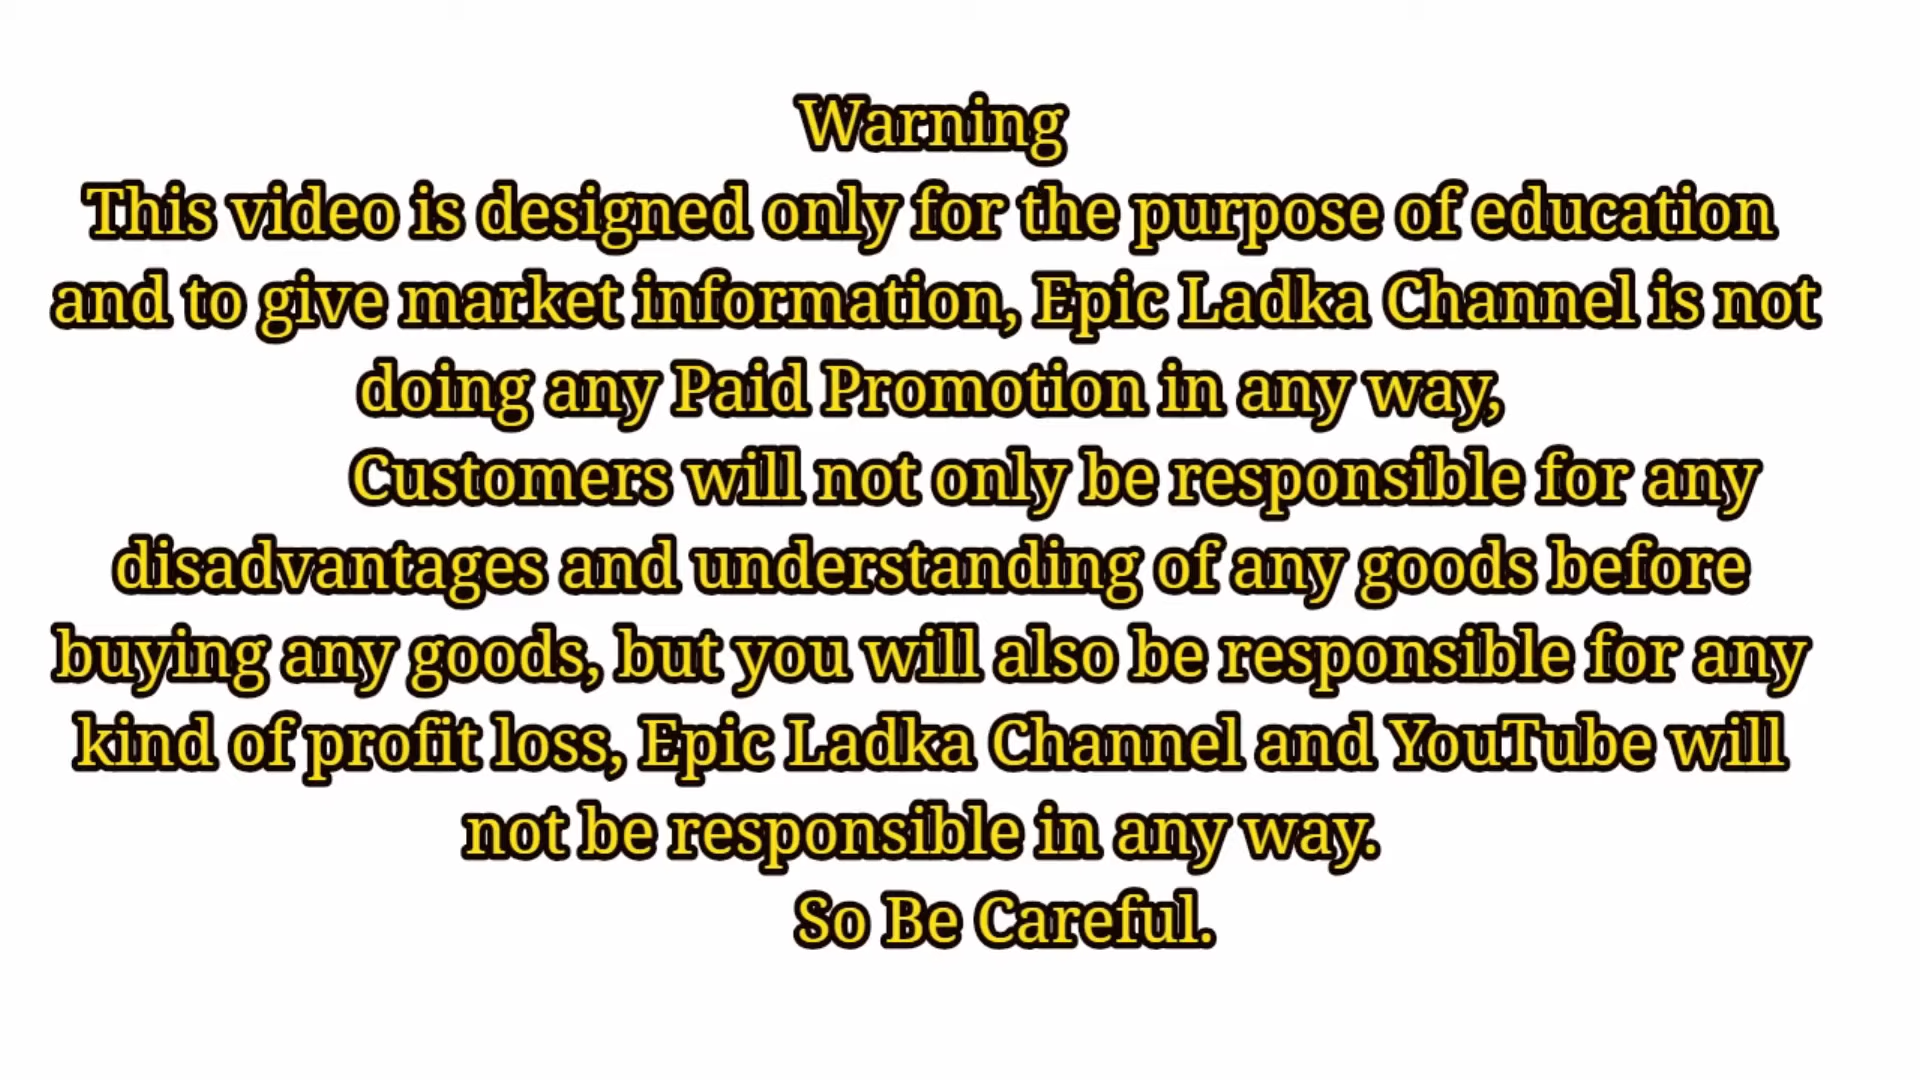 Warning
This video is designed only for the purpose of education
and to give market information, Epic Ladka Channel is not
doing any Paid Promotion in any way,
Customers will not only be responsible for any
disadvantages and understanding of any goods before
buying any goods, but you will also be responsible for any
kind of profit loss, Epic Ladka Channel and YouTube will
not be responsible in any way.
So Be Careful.